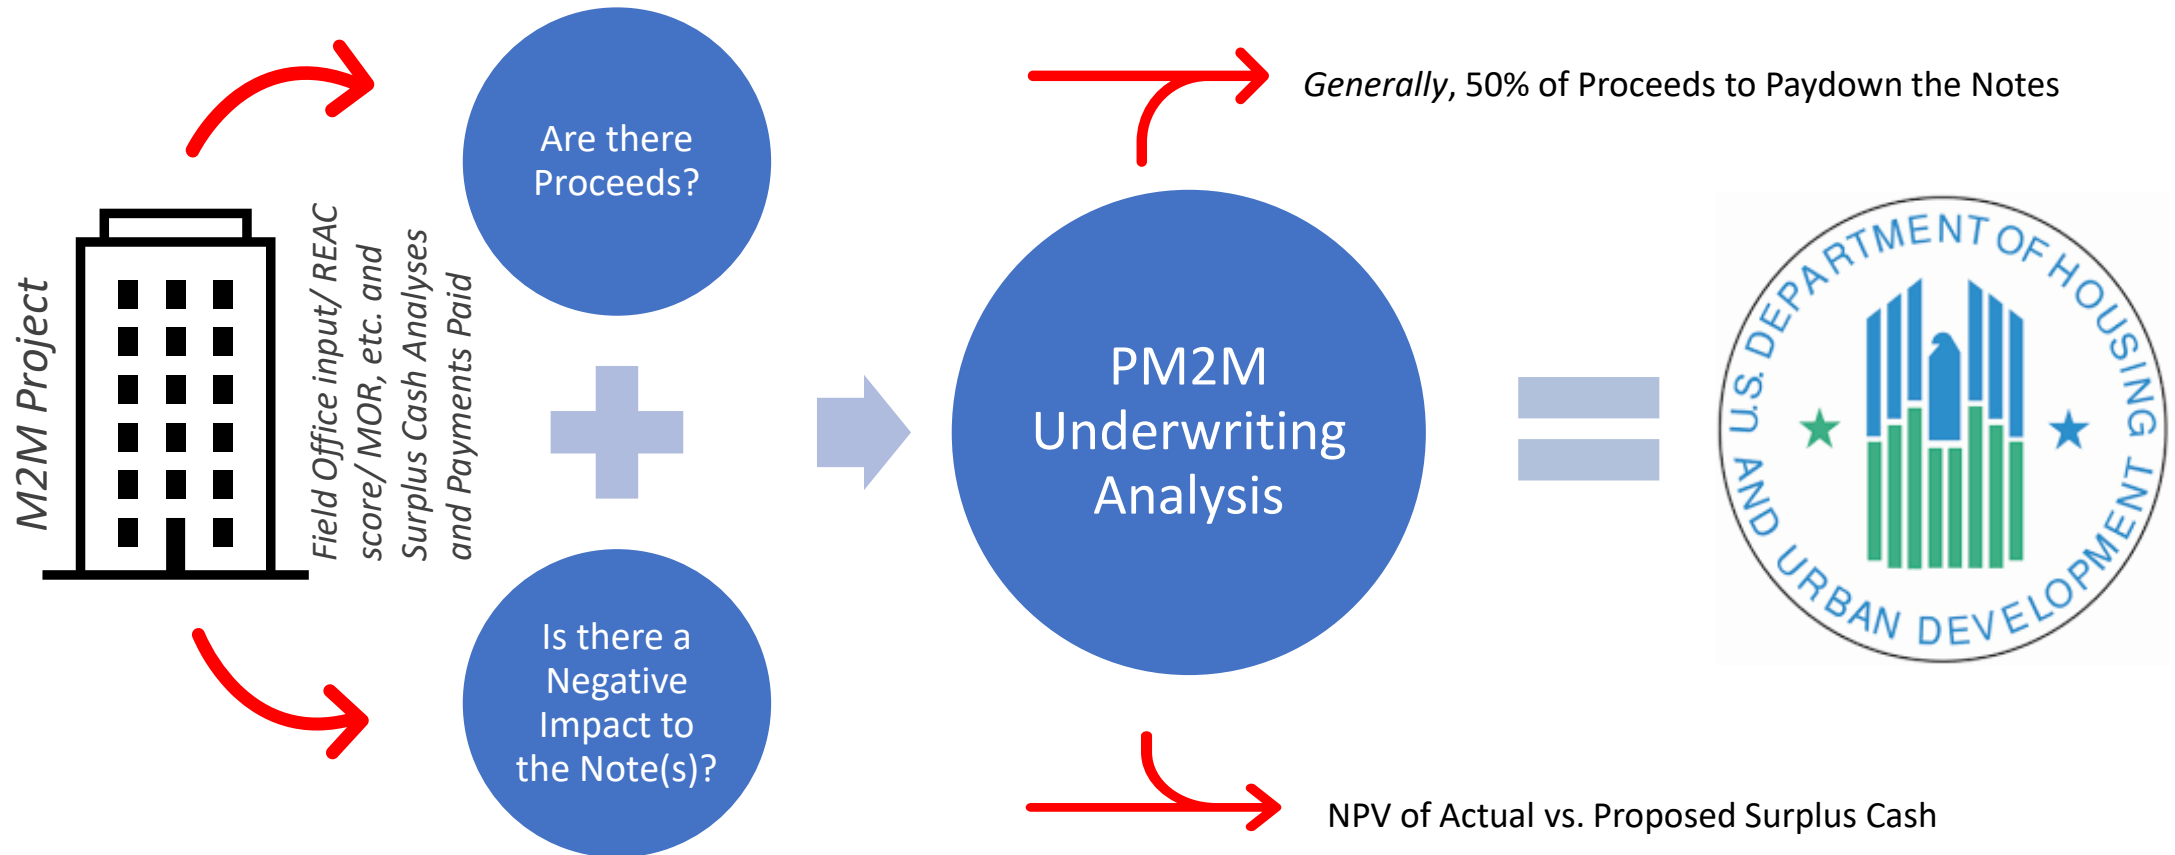 M2M Project
Field Office input/ REAC
score/ MOR, etc. and
Surplus Cash Analyses
and Payments Paid
Are there
Proceeds?
Is there a
Negative
Impact to
the Note(s)?
PM2M
Underwriting
Analysis
Generally, 50% of Proceeds to Paydown the Notes
NPV of Actual vs. Proposed Surplus Cash
U.S. DEPARTMENT OF HOUSING
AND URBAN DEVELOPMENT